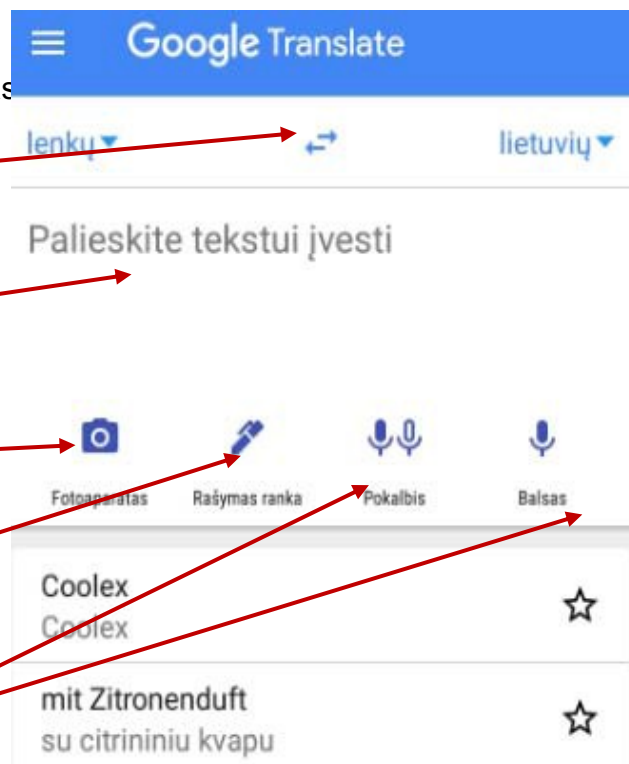 Google Translate
s
lenkų lietuvių
Palieskite tekstui įvesti
Fotoaparatas Rašymas ranka Pokalbis Balsas
Coolex
Coolex
mit Zitronenduft
su citrininiu kvapu